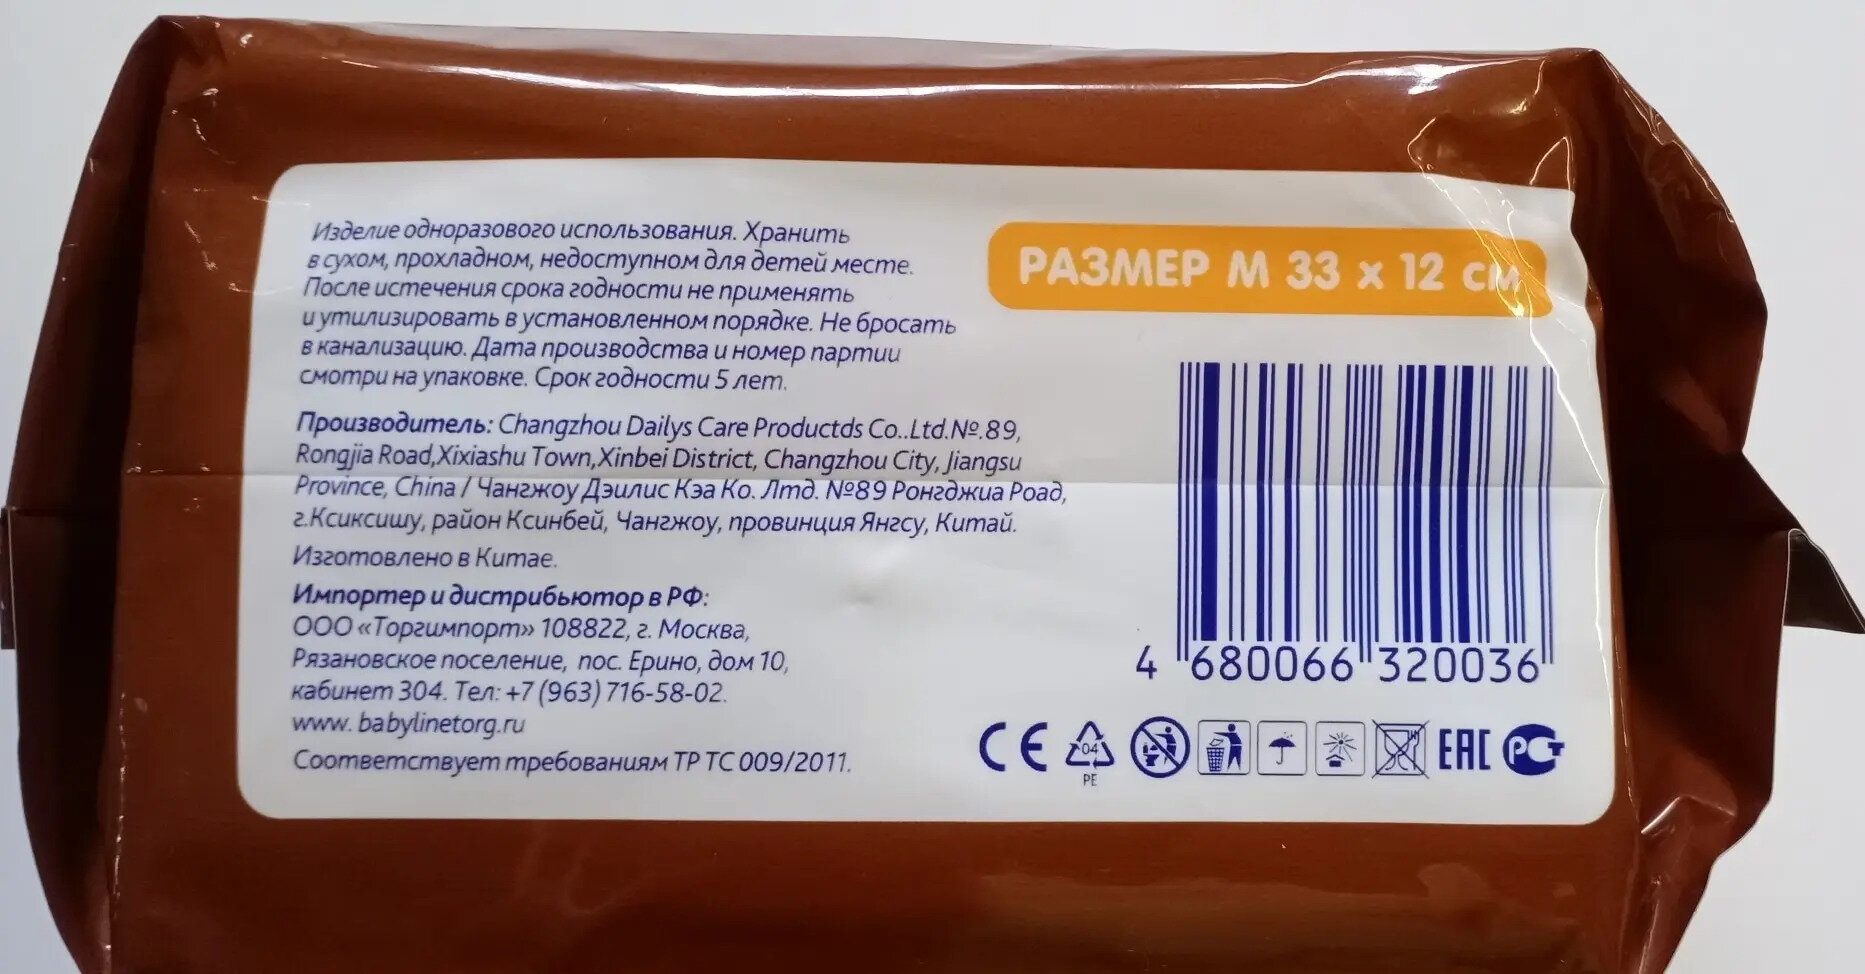 Изделие одноразового использования. Хранить
в сухом, прохладном, недоступном для детей месте.
После истечения срока годности не применять
и утилизировать в установленном порядке. Не бросать
в канализацию. Дата производства и номер партии
смотри на упаковке. Срок годности 5 лет.
Производитель: Changzhou Dailys Care Productds Co..Ltd.№.89,
Rongjia Road,Xixiashu Town,Xinbei District, Changzhou City, Jiangsu
Province, China / Чангжоу Дэилис Кэа Ко. Лтд. №89 Ронгджиа Роад,
г.Ксиксишу, район Ксинбей, Чангжоу, провинция Янгсу, Китай.
Изготовлено в Китае.
Импортер и дистрибьютор в РФ:
ООО «Торгимпорт» 108822, г. Москва,
Рязановское поселение, пос. Ерино, дом 10,
кабинет 304. Тел: +7 (963) 716-58-02.
www. babylinetorg.ru
Соответствует требованиям ТР ТС 009/2011.
РАЗМЕР M 33 x 12 см
4 680066 320036
CE 04 EAC РСТ
PE